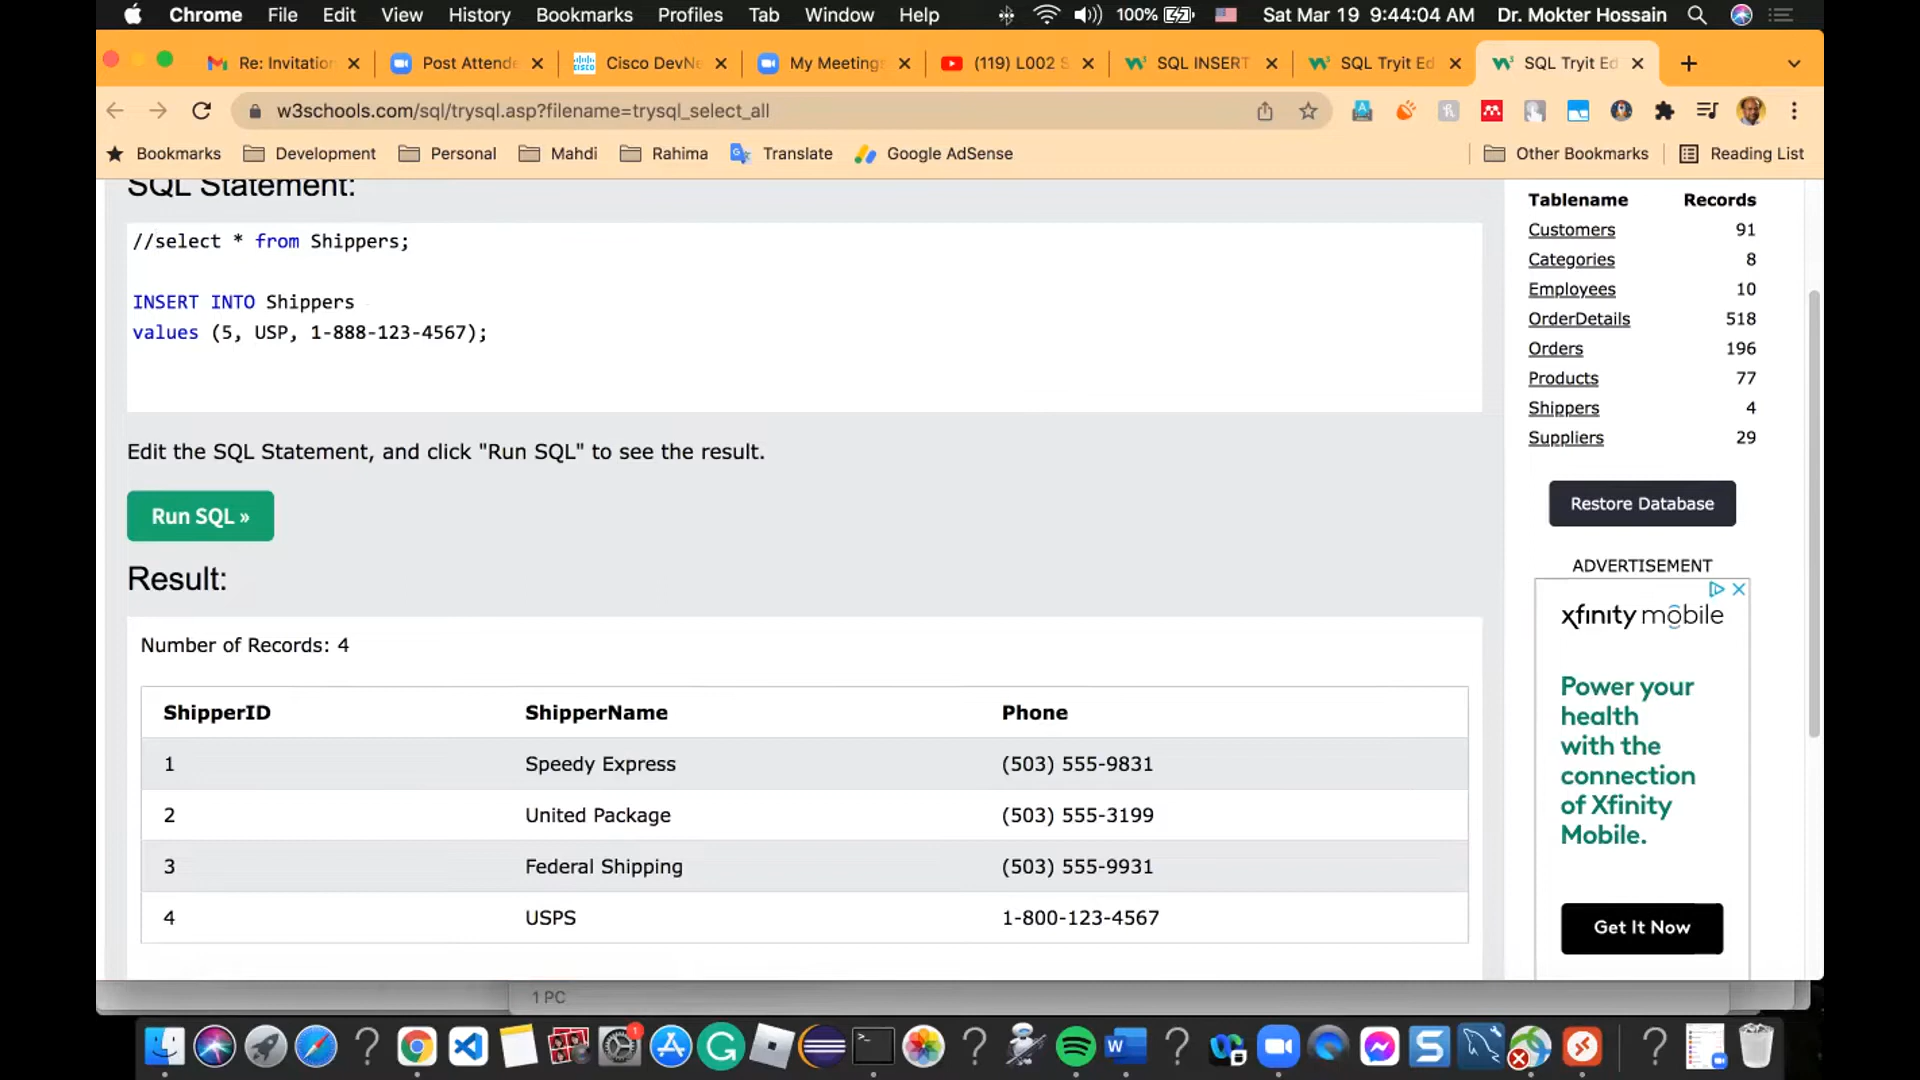 Chrome File Edit View History Bookmarks Profiles Tab Window Help 100% Sat Mar 19 9:44:04 AM Dr. Mokter Hossain
Re: Invitation Post Attende Cisco DevNe My Meetings (119) L002 S SQL INSERT SQL Tryit Ed SQL Tryit Ed
w3schools.com/sql/trysql.asp?filename=trysql_select_all
Bookmarks Development Personal Mahdi Rahima Translate Google AdSense Other Bookmarks Reading List
SQL Statement:
//select * from Shippers;
INSERT INTO Shippers
values (5, USP, 1-888-123-4567);
Edit the SQL Statement, and click "Run SQL" to see the result.
Run SQL »
Result:
Number of Records: 4
ShipperID ShipperName Phone
1 Speedy Express (503) 555-9831
2 United Package (503) 555-3199
3 Federal Shipping (503) 555-9931
4 USPS 1-800-123-4567
Tablename Records
Customers 91
Categories 8
Employees 10
OrderDetails 518
Orders 196
Products 77
Shippers 4
Suppliers 29
Restore Database
ADVERTISEMENT
xfinity mobile
Power your
health
with the
connection
of Xfinity
Mobile.
Get It Now
1 PC